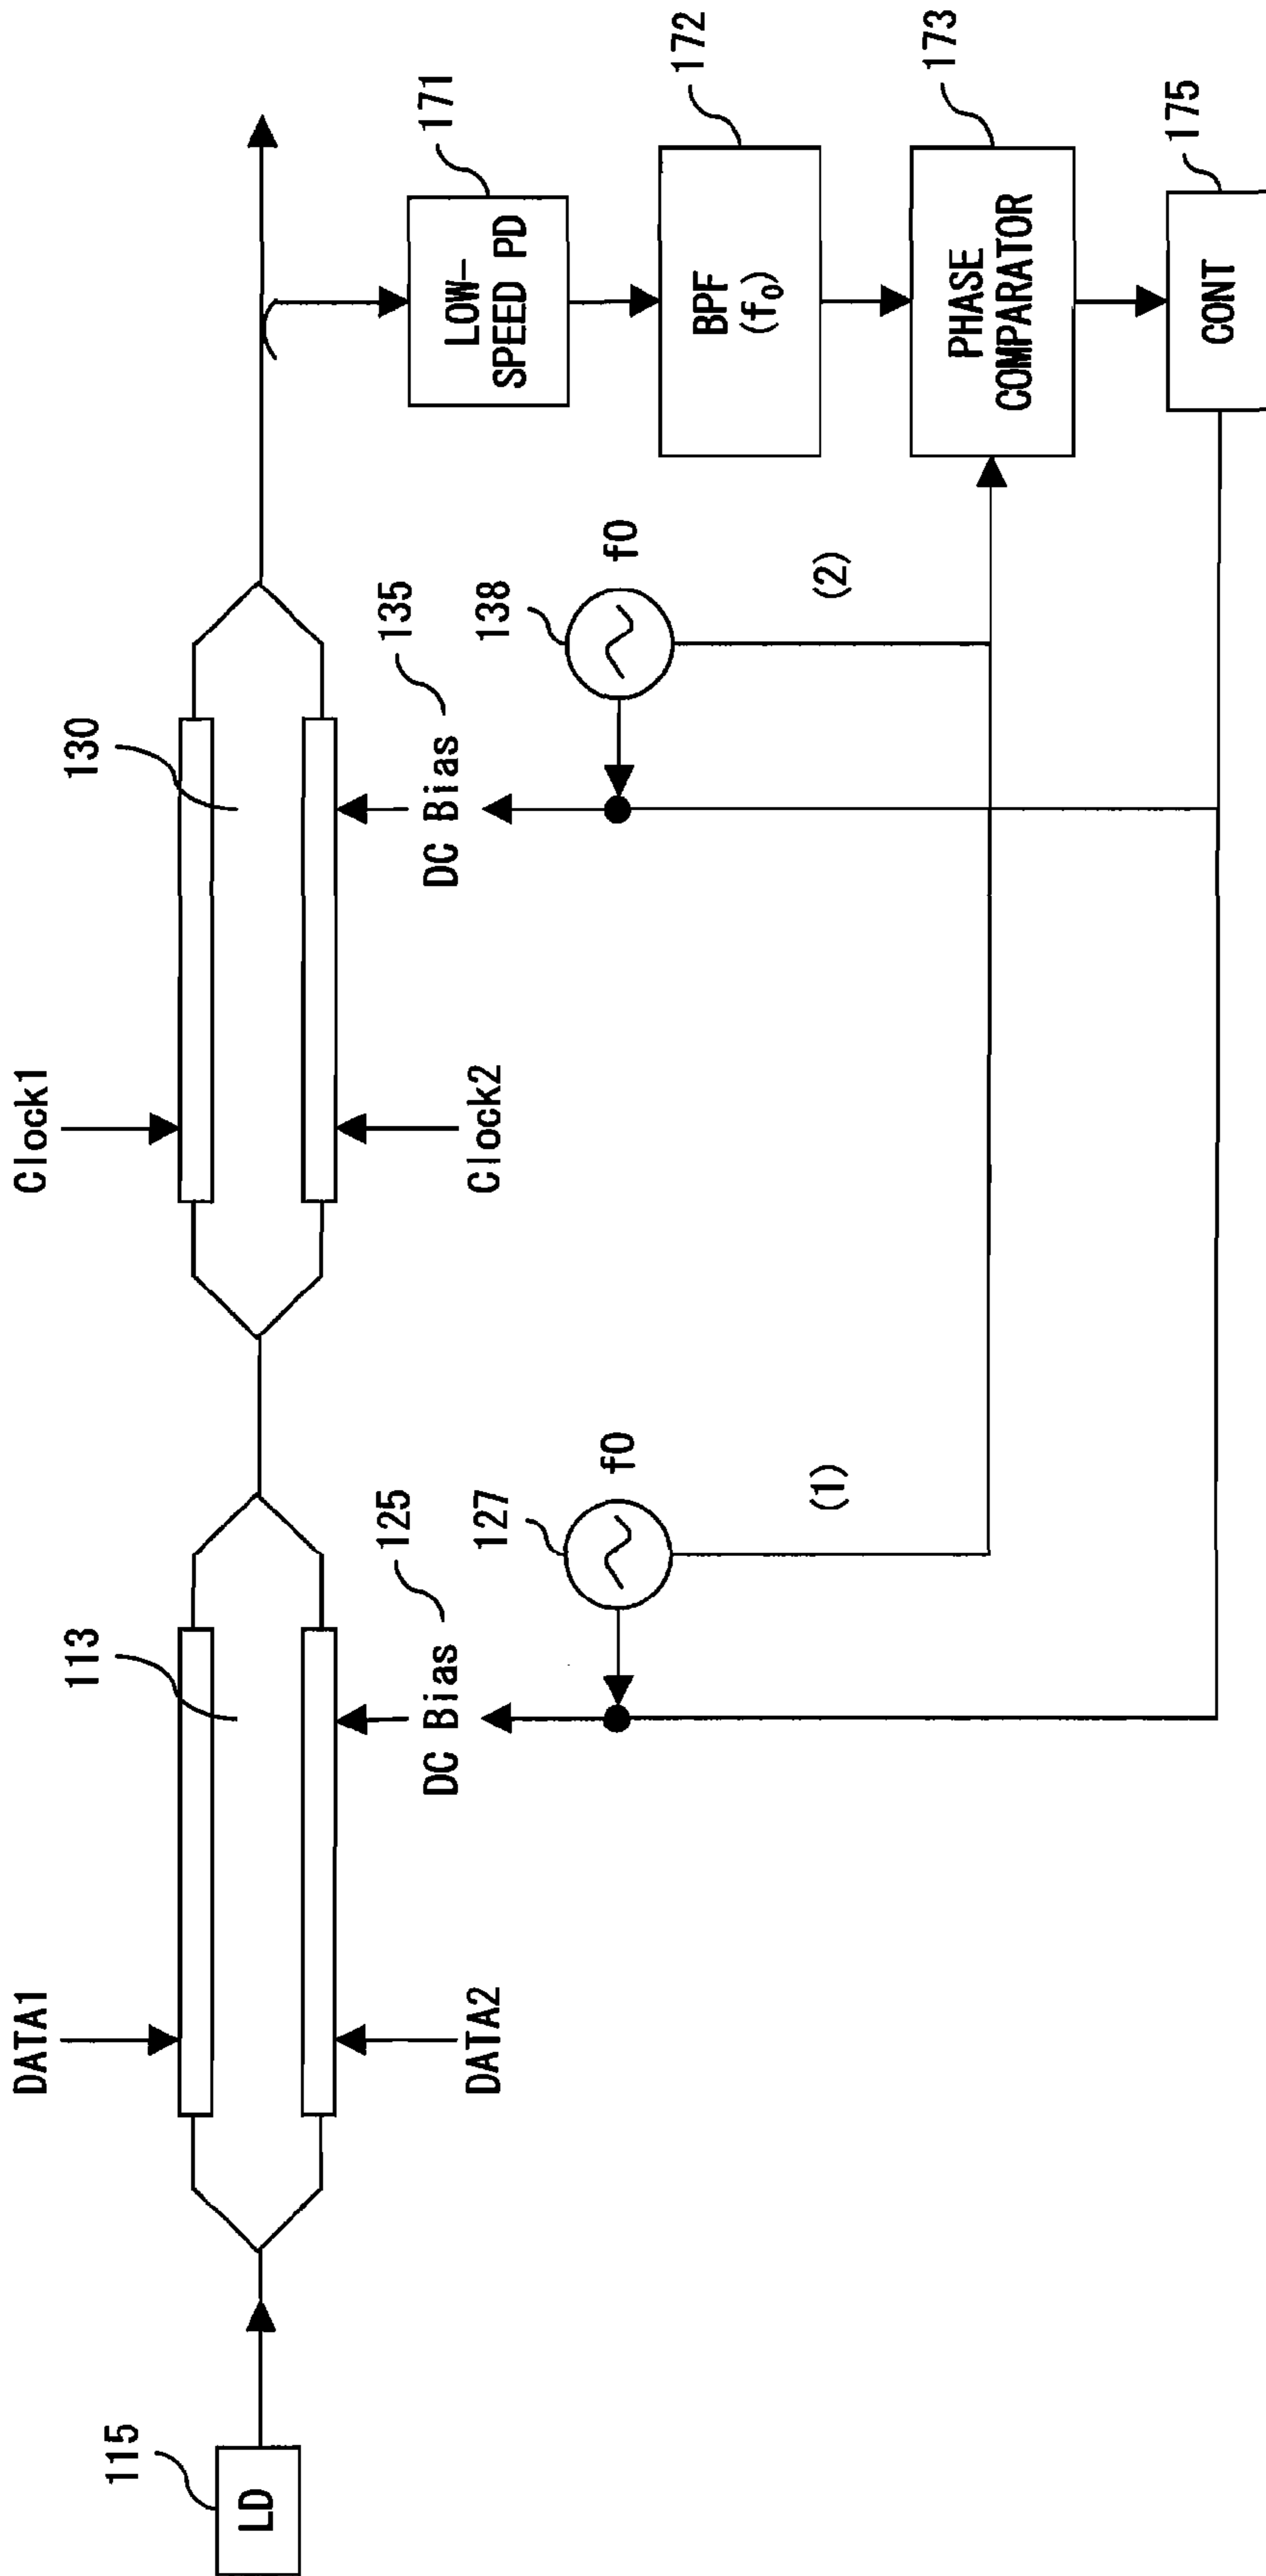 DATA1
Clock1
115
LD
113
130
DATA2
DC Bias
125
Clock2
DC Bias
135
LOW-
SPEED PD
171
127
f0
138
f0
BPF
(f₀)
172
(1)
(2)
PHASE
COMPARATOR
173
CONT
175